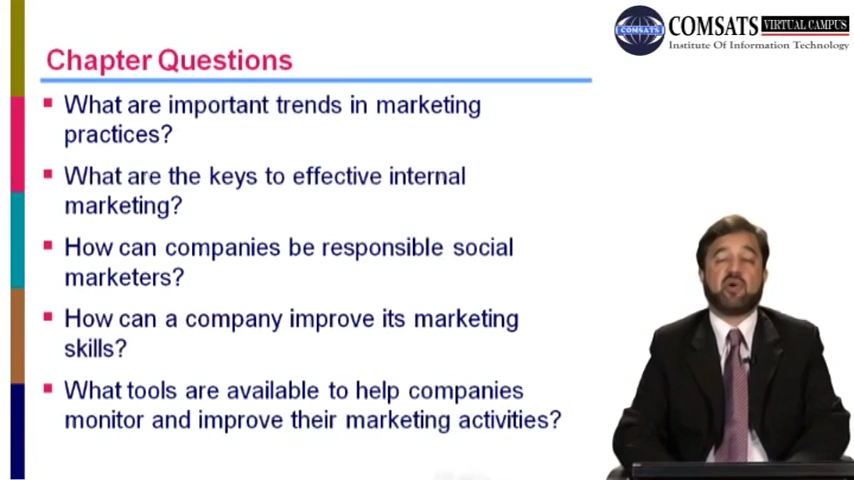 COMSATS VIRTUAL CAMPUS
Institute Of Information Technology
COMSATS
Chapter Questions
What are important trends in marketing
practices?
What are the keys to effective internal
marketing?
How can companies be responsible social
marketers?
How can a company improve its marketing
skills?
What tools are available to help companies
monitor and improve their marketing activities?